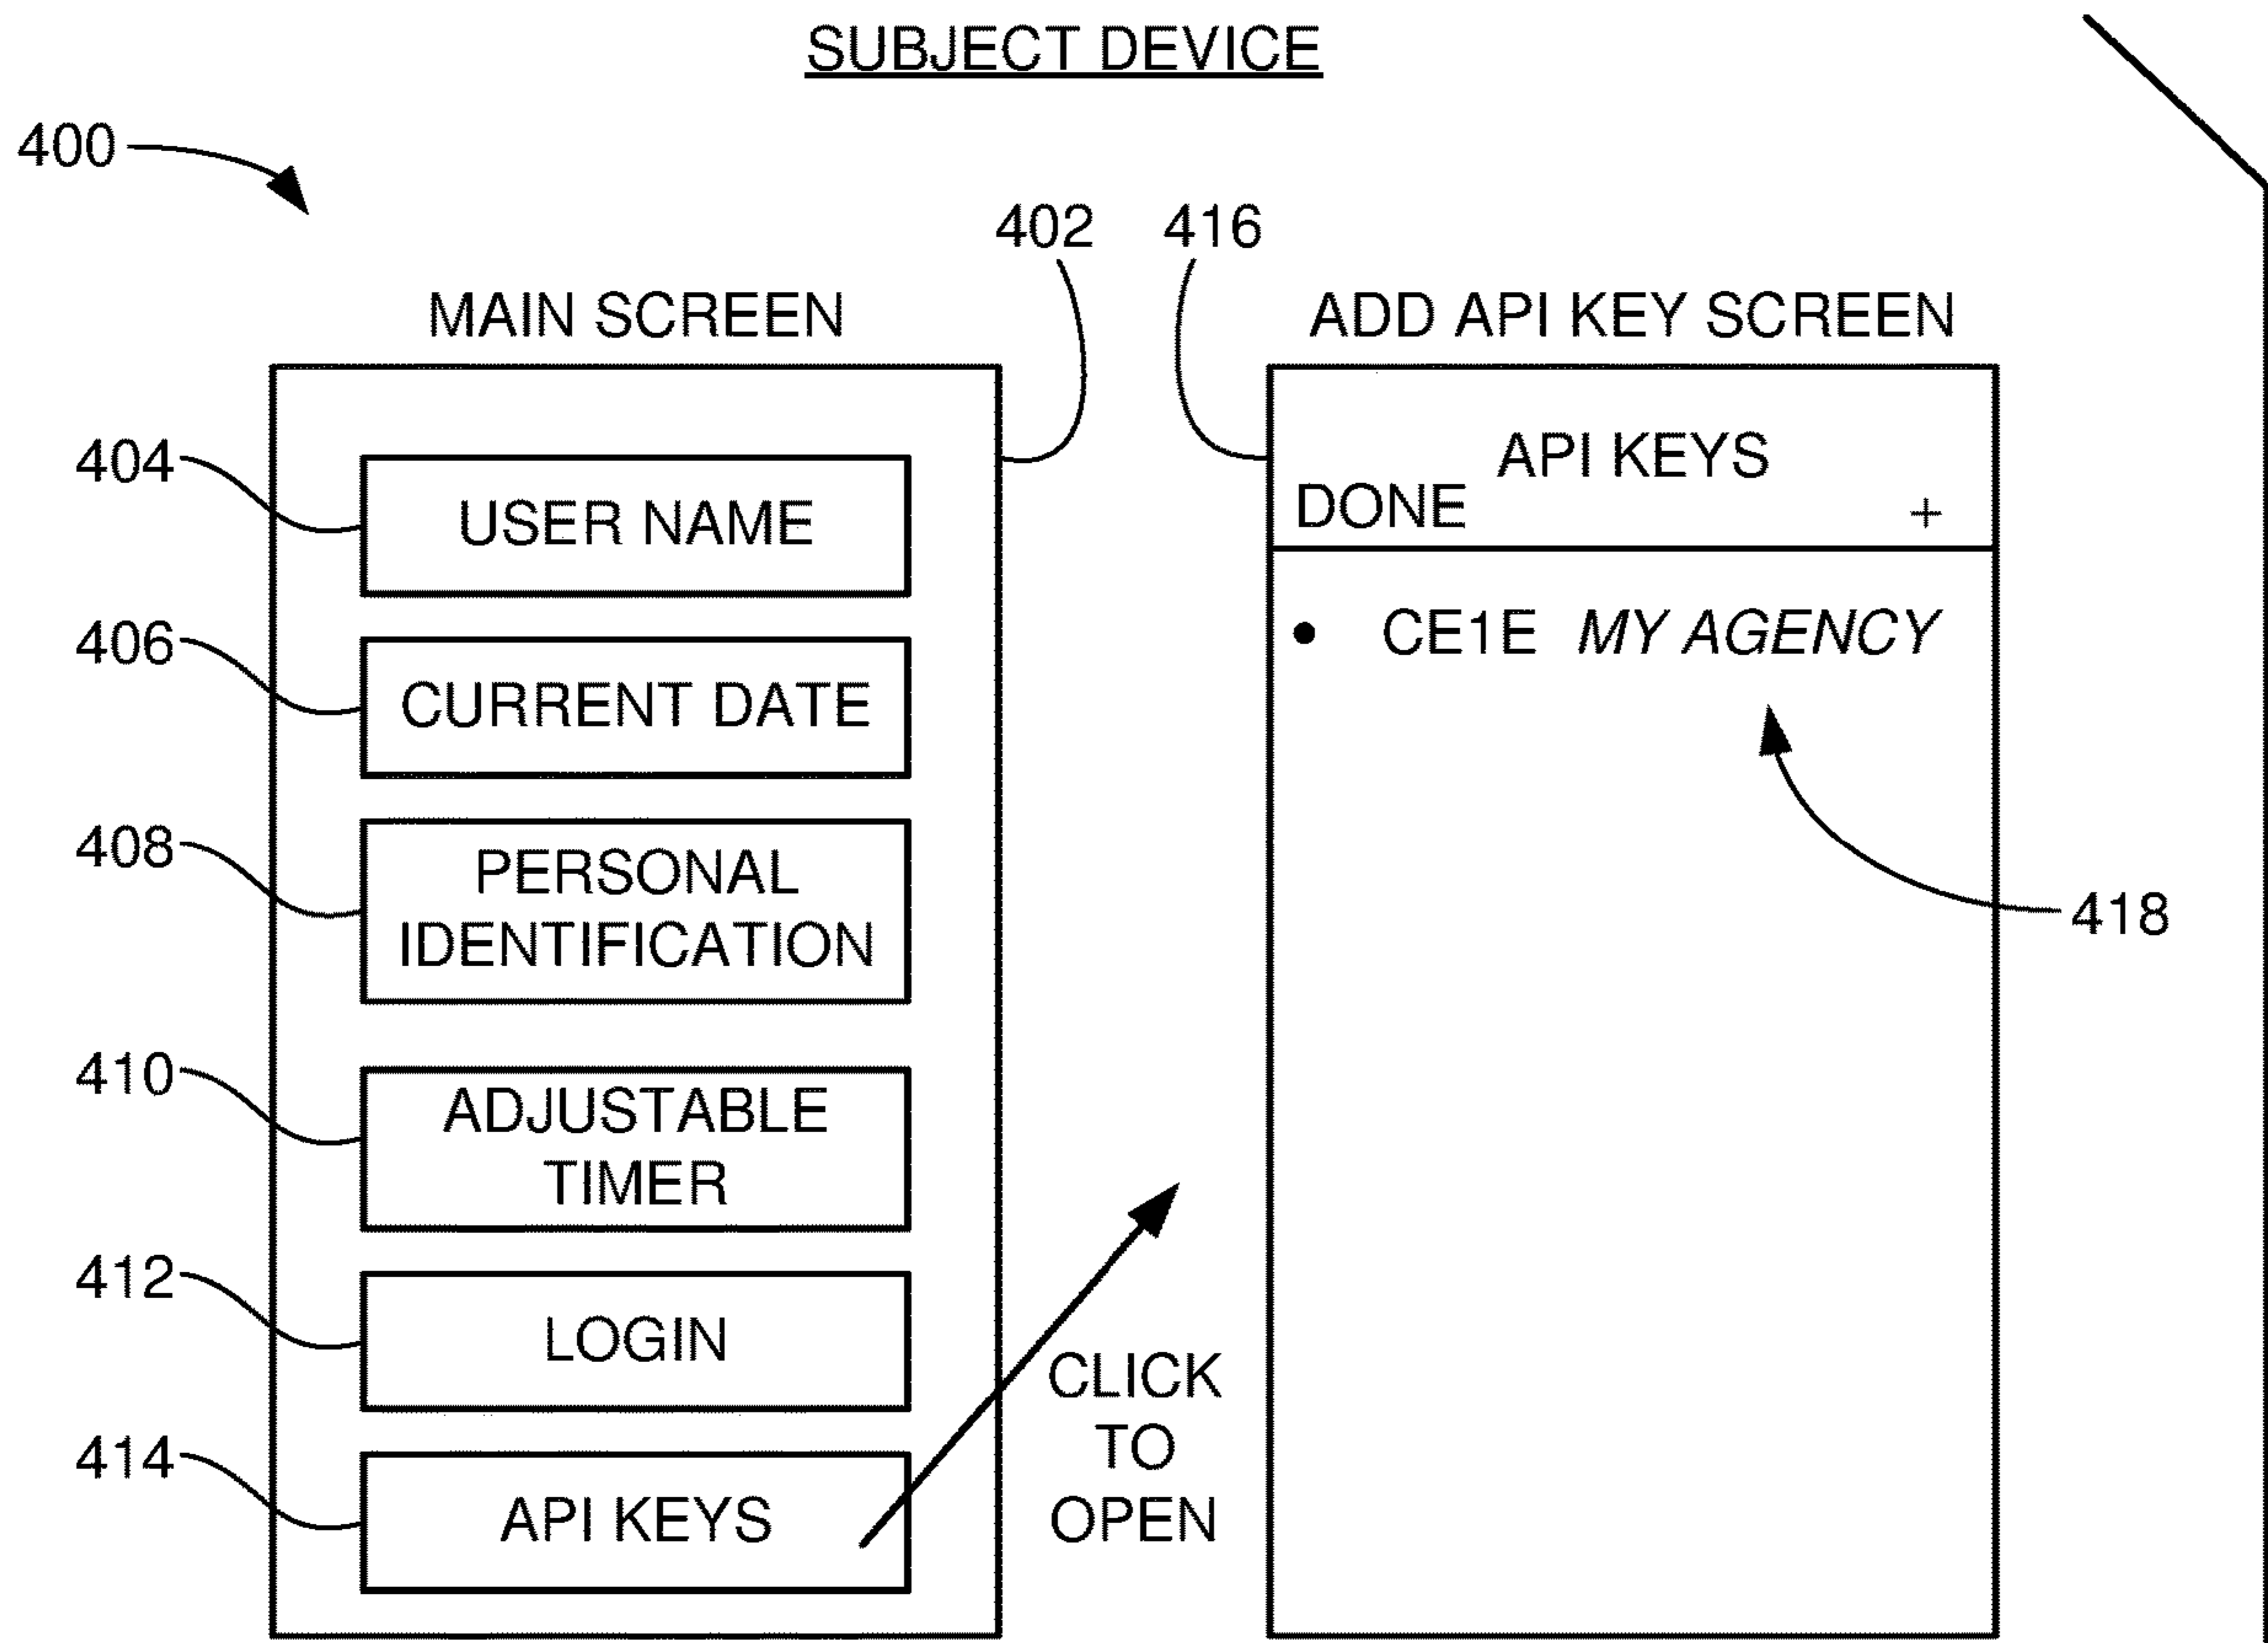 SUBJECT DEVICE
400
402
416
MAIN SCREEN
ADD API KEY SCREEN
404
USER NAME
406
CURRENT DATE
408
PERSONAL
IDENTIFICATION
410
ADJUSTABLE
TIMER
412
LOGIN
414
API KEYS
CLICK
TO
OPEN
API KEYS
DONE +
• CE1E MY AGENCY
418